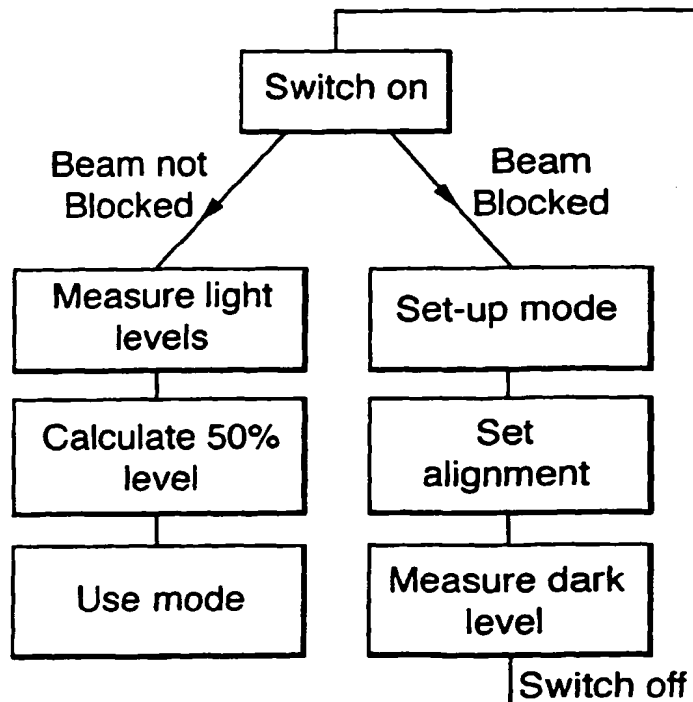 Switch on
Beam not
Blocked
Beam
Blocked
Measure light
levels
Set-up mode
Calculate 50%
level
Set
alignment
Use mode
Measure dark
level
Switch off